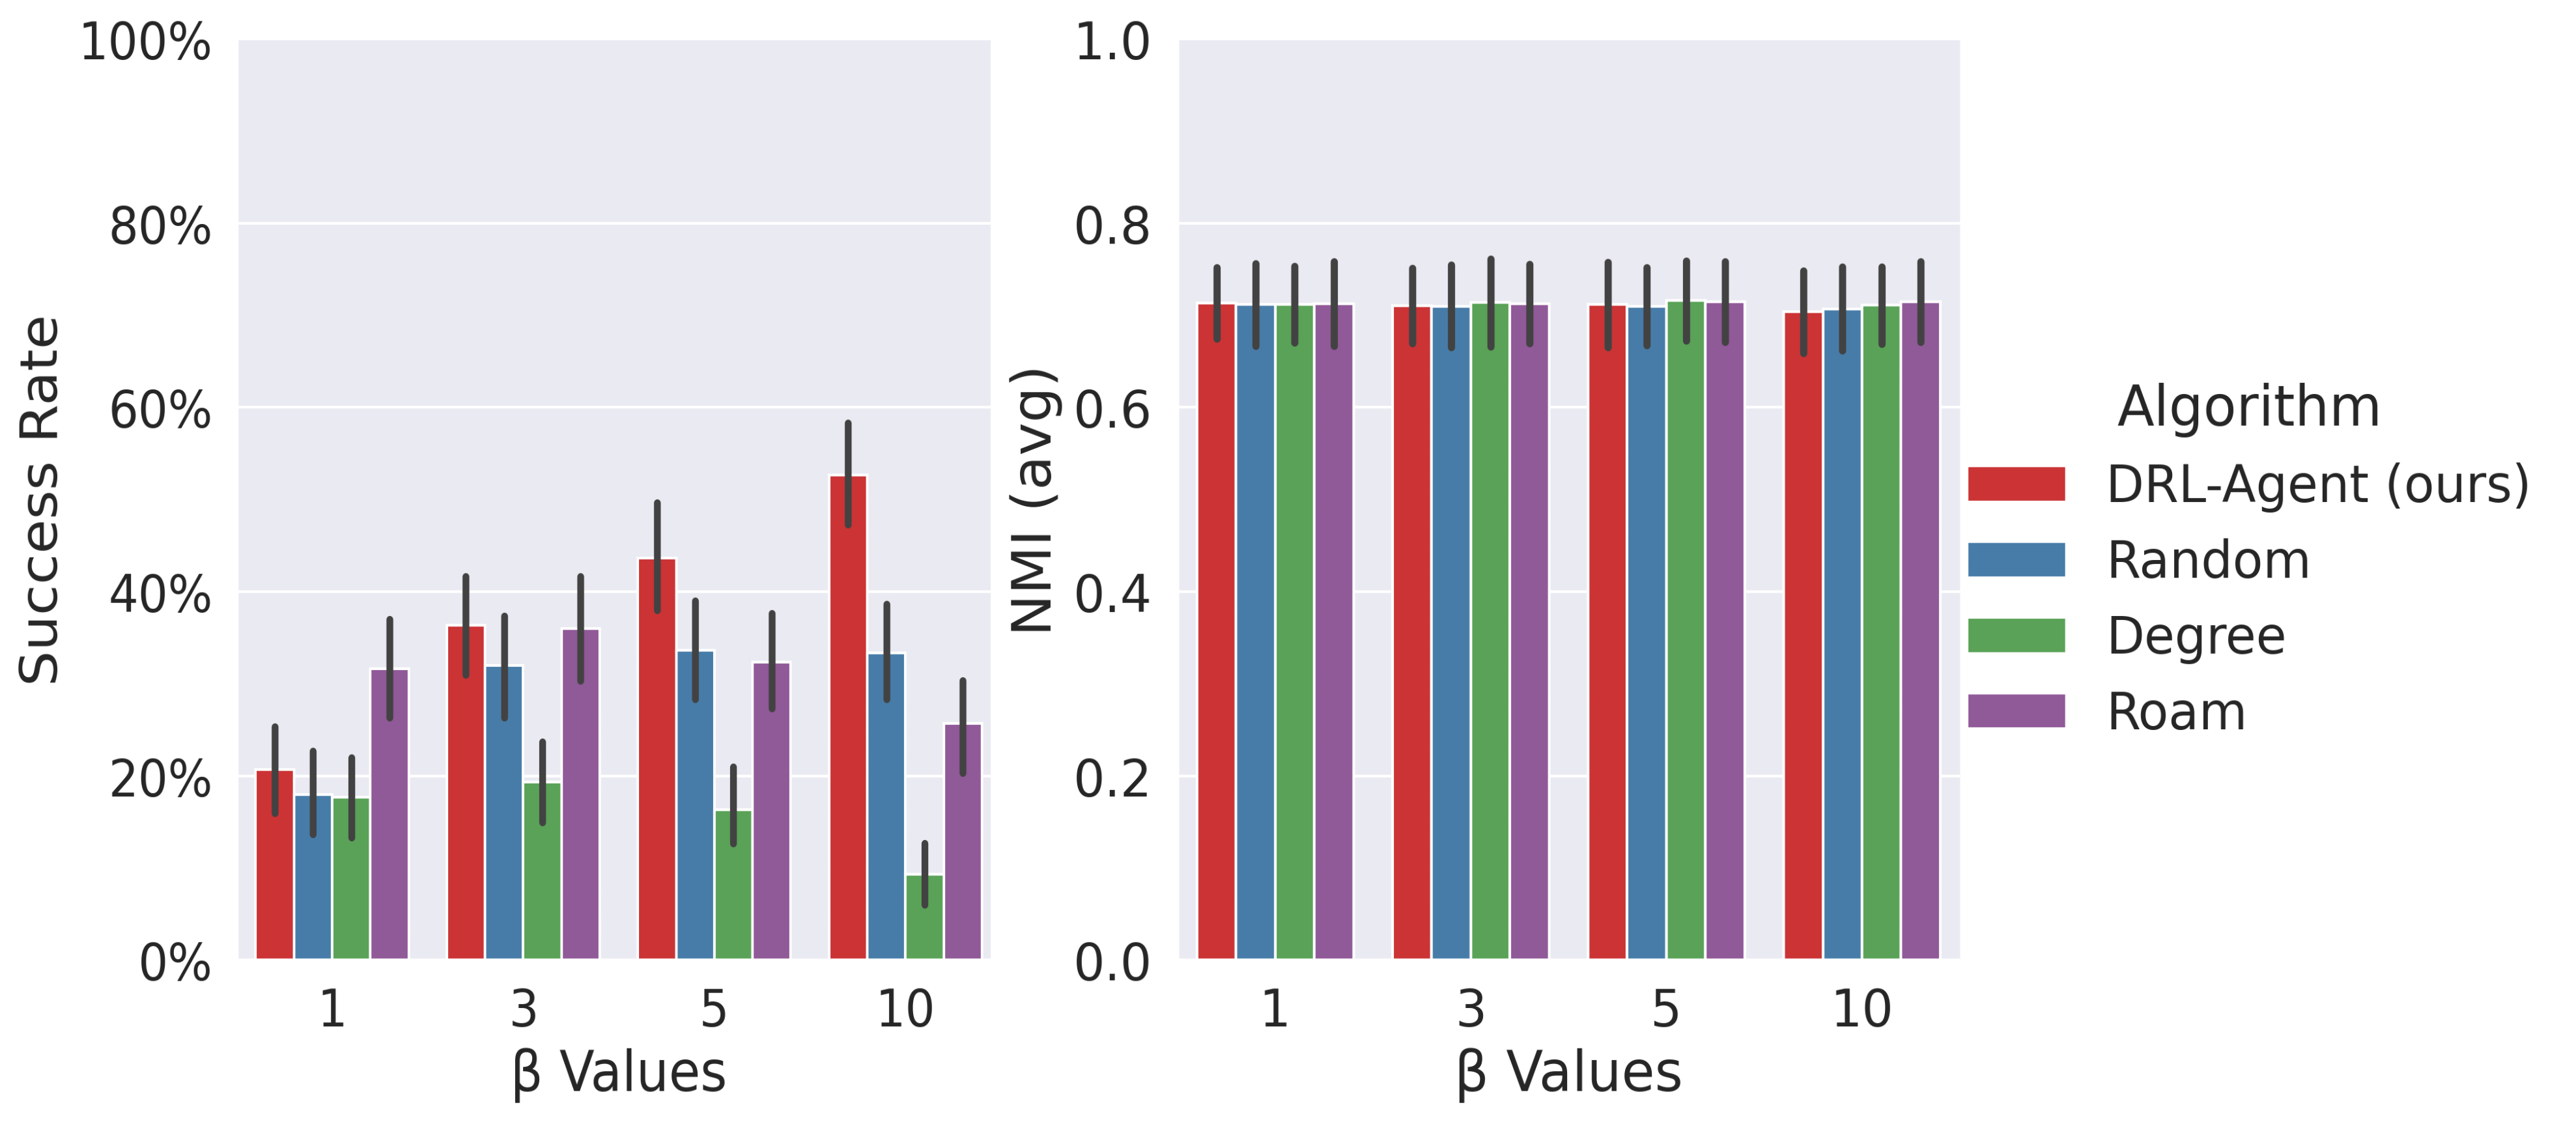 100%
80%
60%
40%
20%
0%
Success Rate
1 3 5 10
β Values
1.0
0.8
0.6
0.4
0.2
0.0
NMI (avg)
1 3 5 10
β Values
Algorithm
DRL-Agent (ours)
Random
Degree
Roam